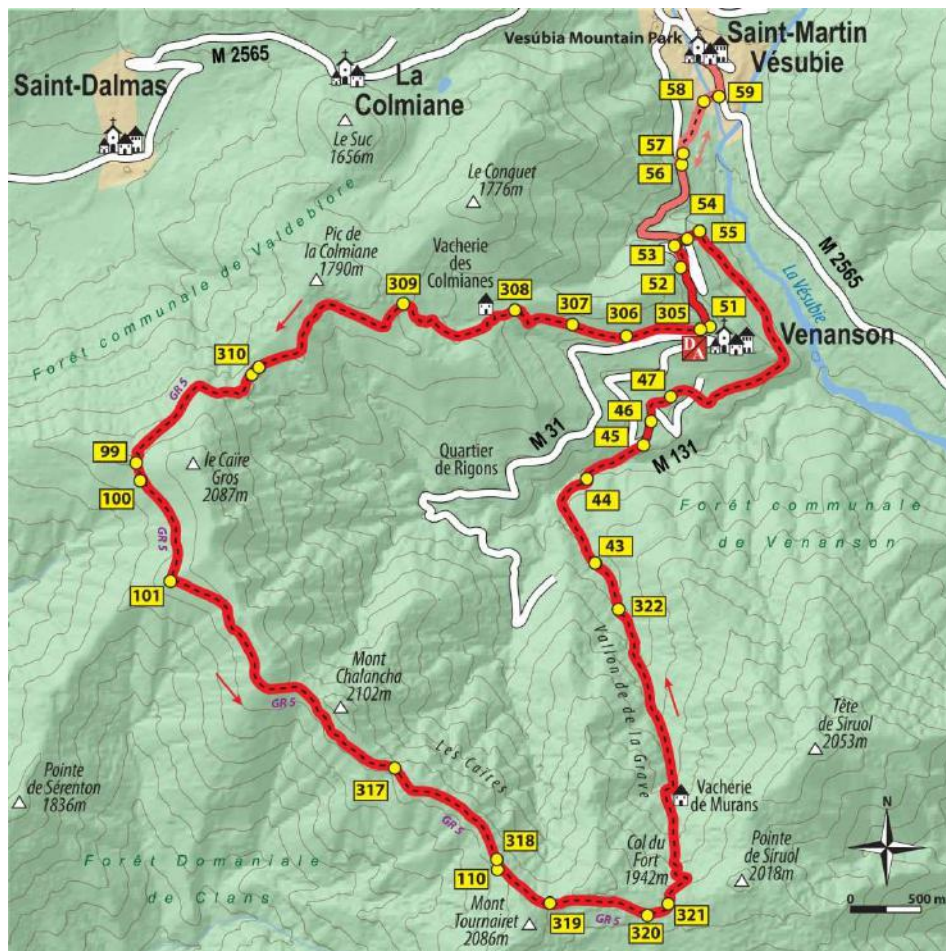 Vesúbia Mountain Park
Saint-Martin
Vésubie
M 2565
Saint-Dalmas
La
Colmiane
58
59
Le Suc
1656m
57
56
Le Conquet
1776m
54
55
53
52
M 2565
La Vésubie
Forêt communale de Valdeblore
Pic de
la Colmiane
1790m
Vacherie
des
Colmianes
309
308
307
306
305
51
D
A
Venanson
310
GR 5
47
46
45
M 31
M 131
99
100
le Caïre
Gros
2087m
Quartier
de Rigons
44
Forêt communale
de Venanson
GR 5
43
101
322
Vallon de de la Grave
Mont
Chalancha
2102m
GR 5
Tête
de Siruol
2053m
Les Caïres
Pointe
de Sérenton
1836m
317
Vacherie
de Murans
GR 5
318
110
Col du
Fort
1942m
Pointe
de Siruol
2018m
N
Forêt Domaniale
de Clans
Mont
Tournairet
2086m
319
GR 5
320
321
500 m